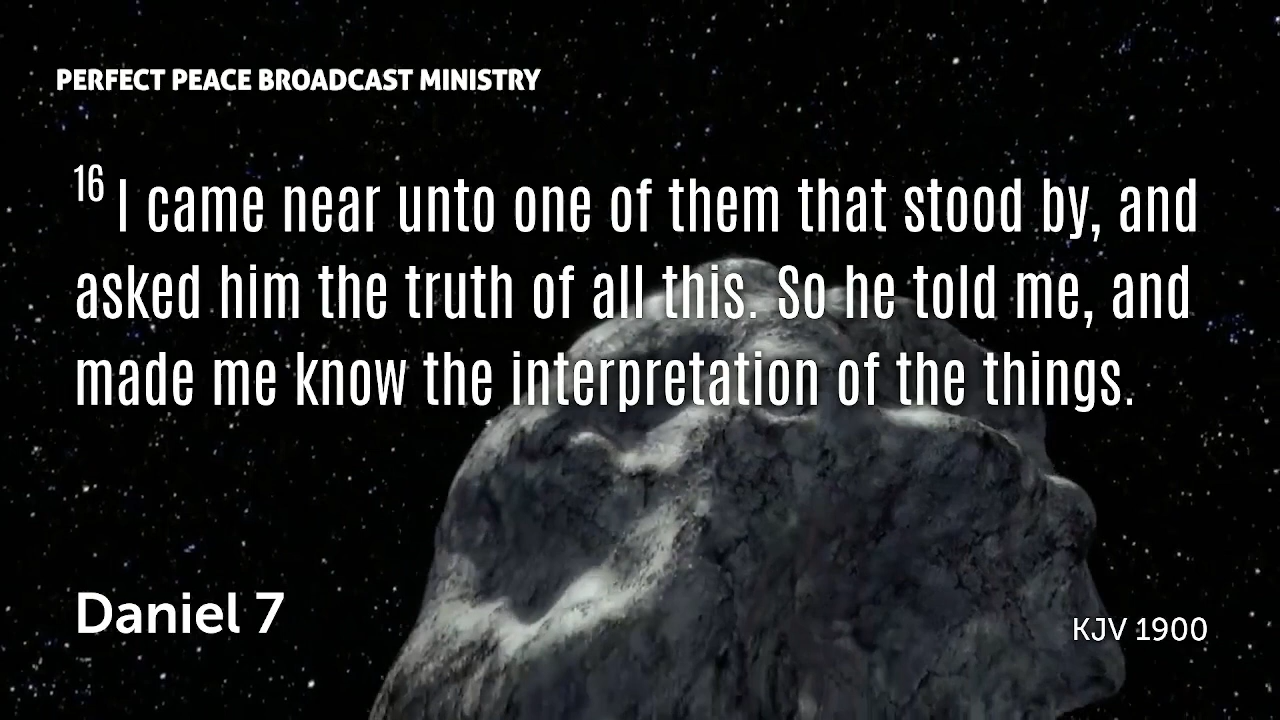 PERFECT PEACE BROADCAST MINISTRY
16 I came near unto one of them that stood by, and
asked him the truth of all this. So he told me, and
made me know the interpretation of the things.
Daniel 7
KJV 1900